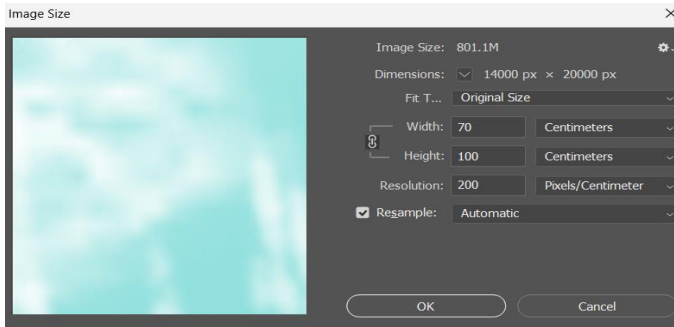 Image Size
Image Size: 801.1M
Dimensions: 14000 px × 20000 px
Fit T... Original Size
Width: 70 Centimeters
Height: 100 Centimeters
Resolution: 200 Pixels/Centimeter
Resample: Automatic
OK Cancel